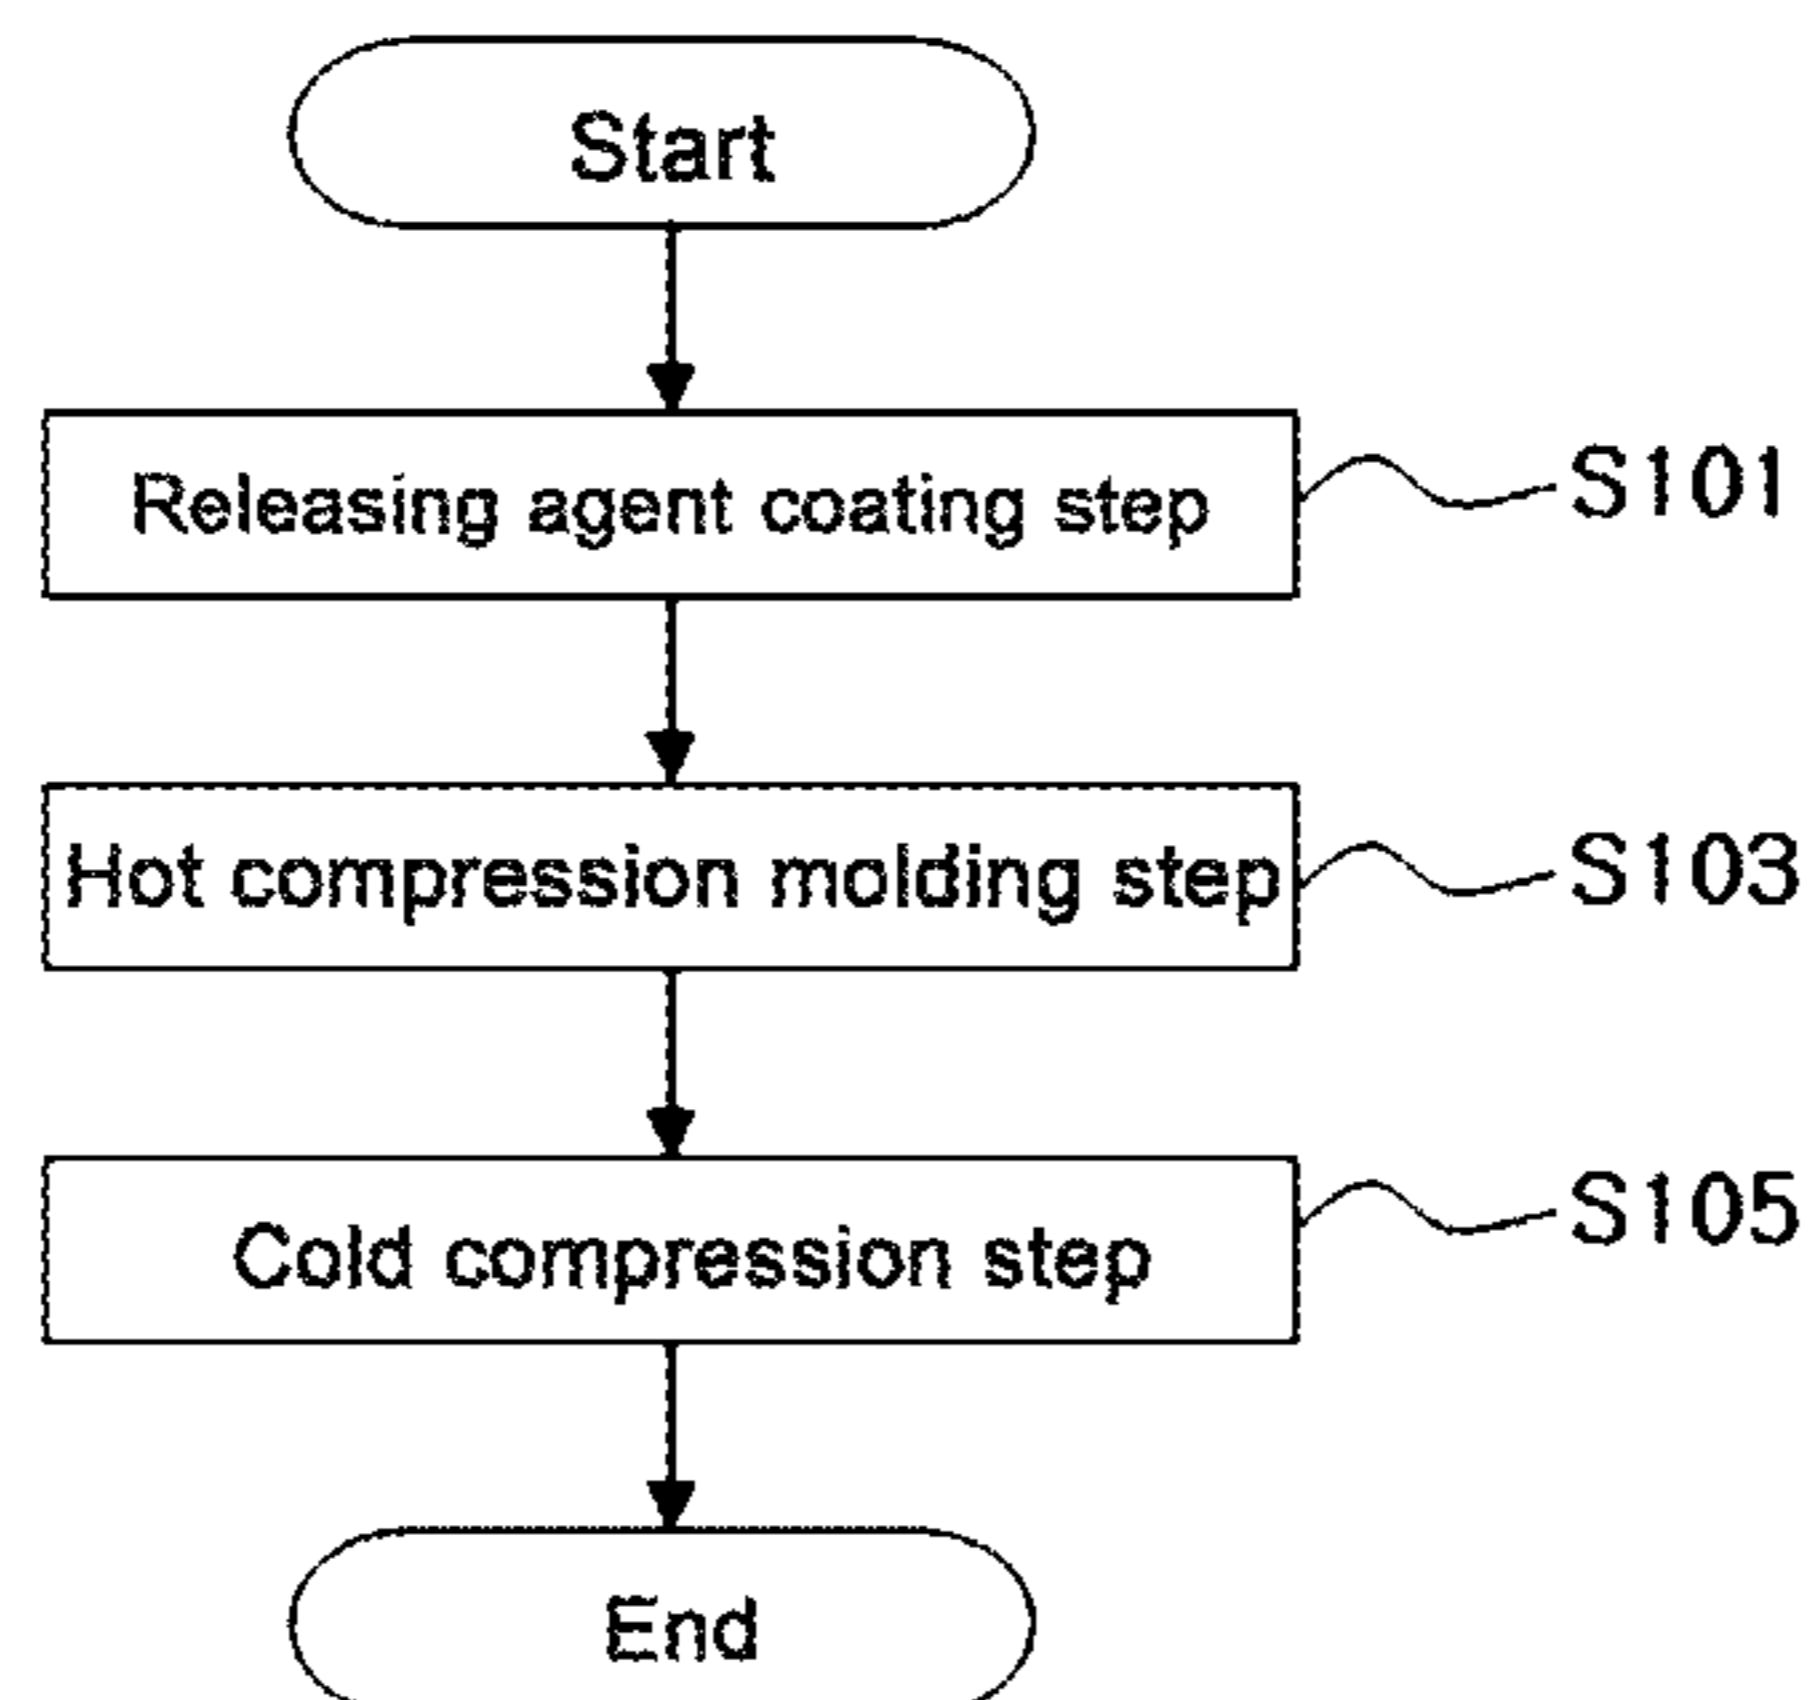 Start
Releasing agent coating step
S101
Hot compression molding step
S103
Cold compression step
S105
End